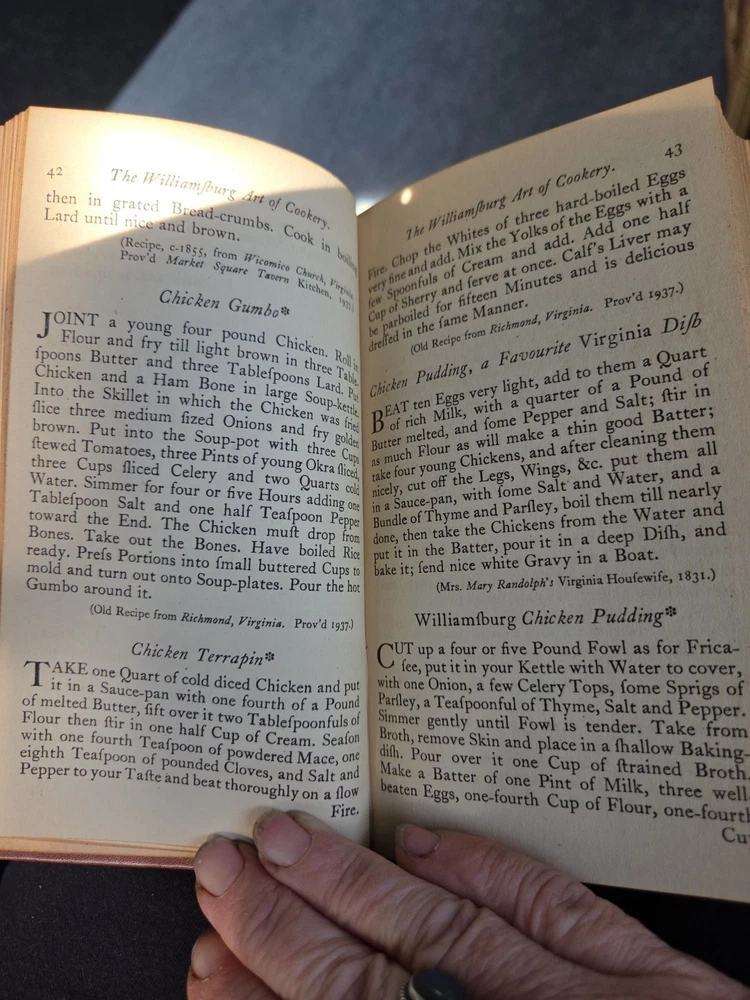 42
The Williamſburg Art of Cookery.
then in grated Bread-crumbs. Cook in boiling
Lard until nice and brown.
(Recipe, c-1855, from Wicomico Church, Virginia.
Prov'd Market Square Tavern Kitchen, 1937.)
Chicken Gumbo*
JOINT a young four pound Chicken. Roll in
Flour and fry till light brown in three Table-
ſpoons Butter and three Tableſpoons Lard. Put
Chicken and a Ham Bone in large Soup-kettle.
Into the Skillet in which the Chicken was fried
ſlice three medium ſized Onions and fry golden
brown. Put into the Soup-pot with three Cups
ſtewed Tomatoes, three Pints of young Okra ſliced,
three Cups ſliced Celery and two Quarts cold
Water. Simmer for four or five Hours adding one
Tableſpoon Salt and one half Teaſpoon Pepper
toward the End. The Chicken muſt drop from
Bones. Take out the Bones. Have boiled Rice
ready. Preſs Portions into ſmall buttered Cups to
mold and turn out onto Soup-plates. Pour the hot
Gumbo around it.
(Old Recipe from Richmond, Virginia. Prov'd 1937.)
Chicken Terrapin*
TAKE one Quart of cold diced Chicken and put
it in a Sauce-pan with one fourth of a Pound
of melted Butter, ſift over it two Tableſpoonfuls of
Flour then ſtir in one half Cup of Cream. Seaſon
with one fourth Teaſpoon of powdered Mace, one
eighth Teaſpoon of pounded Cloves, and Salt and
Pepper to your Taſte and beat thoroughly on a ſlow
Fire.
43
The Williamſburg Art of Cookery.
Fire. Chop the Whites of three hard-boiled Eggs
very fine and add. Mix the Yolks of the Eggs with a
few Spoonfuls of Cream and add. Add one half
Cup of Sherry and ſerve at once. Calf's Liver may
be parboiled for fifteen Minutes and is delicious
dreſſed in the ſame Manner.
(Old Recipe from Richmond, Virginia. Prov'd 1937.)
Chicken Pudding, a Favourite Virginia Diſh
BEAT ten Eggs very light, add to them a Quart
of rich Milk, with a quarter of a Pound of
Butter melted, and ſome Pepper and Salt; ſtir in
as much Flour as will make a thin good Batter;
take four young Chickens, and after cleaning them
nicely, cut off the Legs, Wings, &c. put them all
in a Sauce-pan, with ſome Salt and Water, and a
Bundle of Thyme and Parſley, boil them till nearly
done, then take the Chickens from the Water and
put it in the Batter, pour it in a deep Diſh, and
bake it; ſend nice white Gravy in a Boat.
(Mrs. Mary Randolph's Virginia Houſewife, 1831.)
Williamſburg Chicken Pudding*
CUT up a four or five Pound Fowl as for Frica-
ſee, put it in your Kettle with Water to cover,
with one Onion, a few Celery Tops, ſome Sprigs of
Parſley, a Teaſpoonful of Thyme, Salt and Pepper.
Simmer gently until Fowl is tender. Take from
Broth, remove Skin and place in a ſhallow Baking-
diſh. Pour over it one Cup of ſtrained Broth.
Make a Batter of one Pint of Milk, three well-
beaten Eggs, one-fourth Cup of Flour, one-fourth
Cup